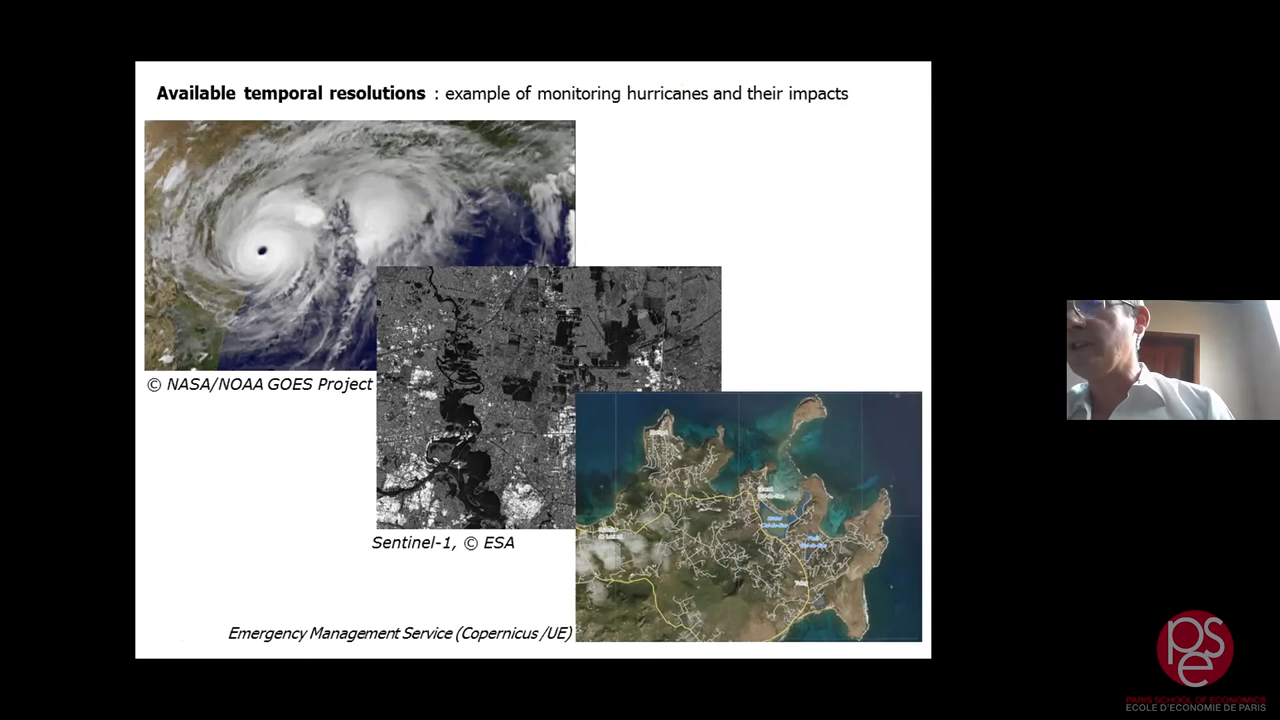 Available temporal resolutions : example of monitoring hurricanes and their impacts
© NASA/NOAA GOES Project
Sentinel-1, © ESA
Emergency Management Service (Copernicus /UE)
pse
PARIS SCHOOL OF ECONOMICS
ECOLE D'ECONOMIE DE PARIS